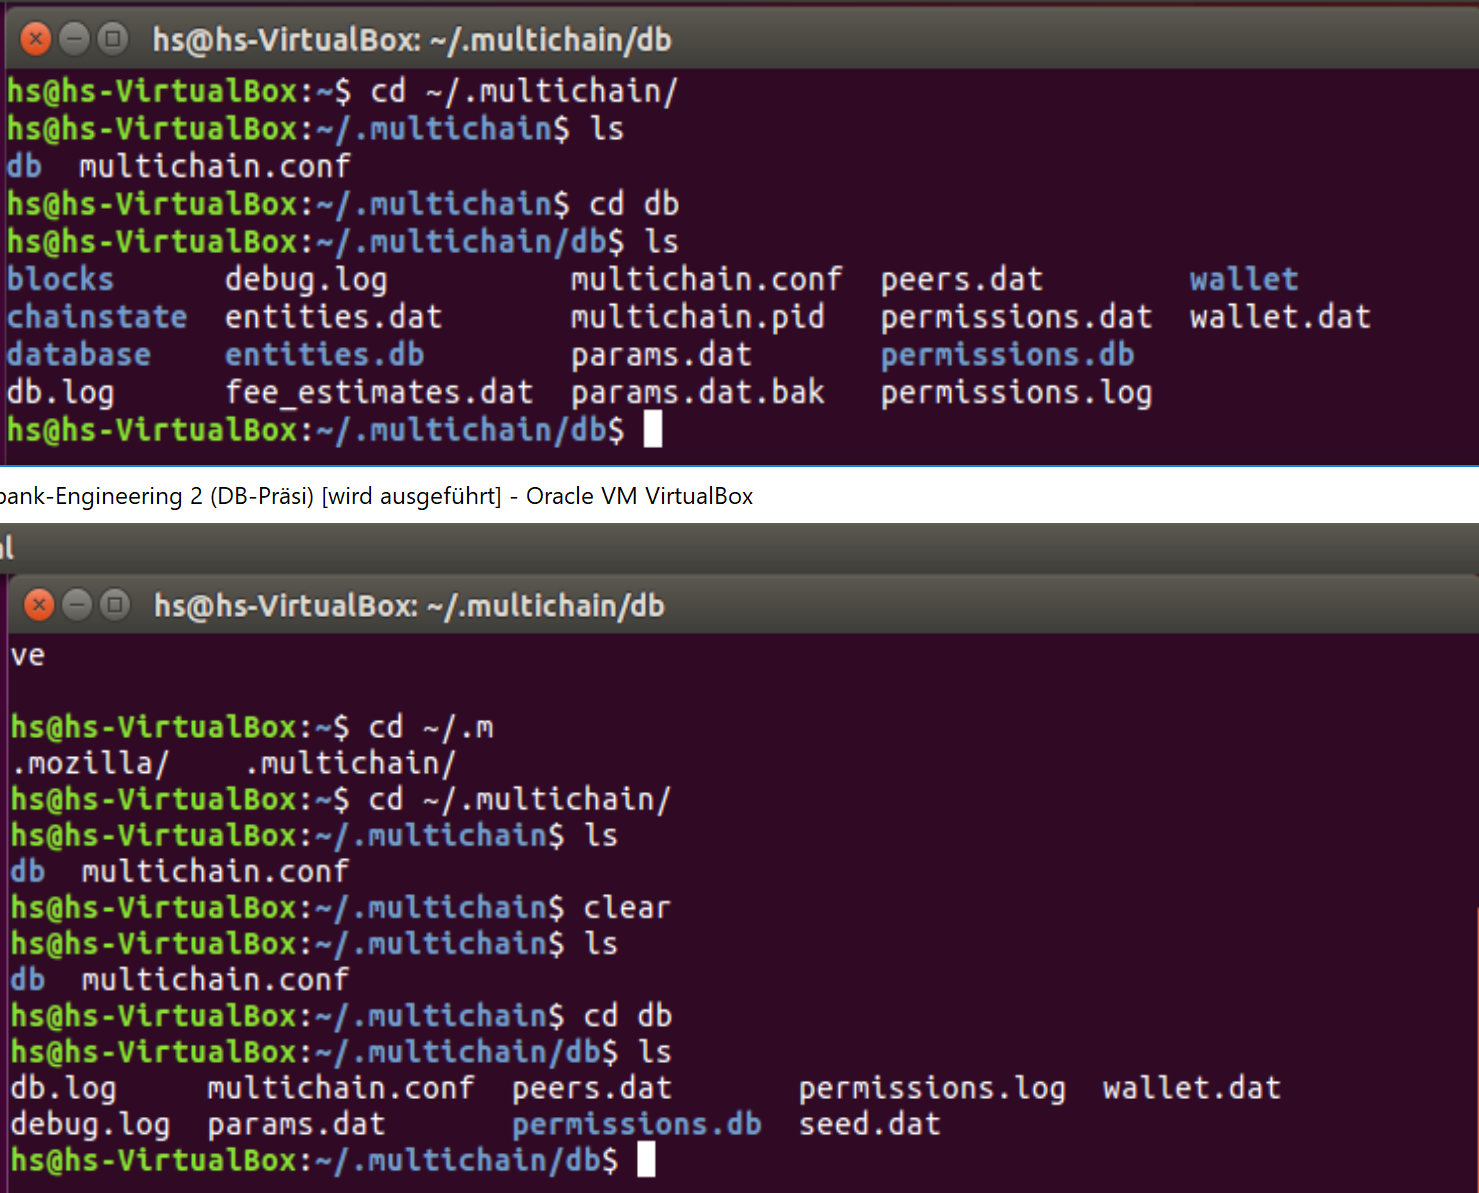 hs@hs-VirtualBox: ~/.multichain/db
hs@hs-VirtualBox:~$ cd ~/.multichain/
hs@hs-VirtualBox:~/.multichain$ ls
db  multichain.conf
hs@hs-VirtualBox:~/.multichain$ cd db
hs@hs-VirtualBox:~/.multichain/db$ ls
blocks      debug.log          multichain.conf  peers.dat        wallet
chainstate  entities.dat       multichain.pid   permissions.dat  wallet.dat
database    entities.db        params.dat       permissions.db
db.log      fee_estimates.dat  params.dat.bak   permissions.log
hs@hs-VirtualBox:~/.multichain/db$
bank-Engineering 2 (DB-Präsi) [wird ausgeführt] - Oracle VM VirtualBox
al
hs@hs-VirtualBox: ~/.multichain/db
ve
hs@hs-VirtualBox:~$ cd ~/.m
.mozilla/    .multichain/
hs@hs-VirtualBox:~$ cd ~/.multichain/
hs@hs-VirtualBox:~/.multichain$ ls
db  multichain.conf
hs@hs-VirtualBox:~/.multichain$ clear
hs@hs-VirtualBox:~/.multichain$ ls
db  multichain.conf
hs@hs-VirtualBox:~/.multichain$ cd db
hs@hs-VirtualBox:~/.multichain/db$ ls
db.log     multichain.conf  peers.dat       permissions.log  wallet.dat
debug.log  params.dat       permissions.db  seed.dat
hs@hs-VirtualBox:~/.multichain/db$